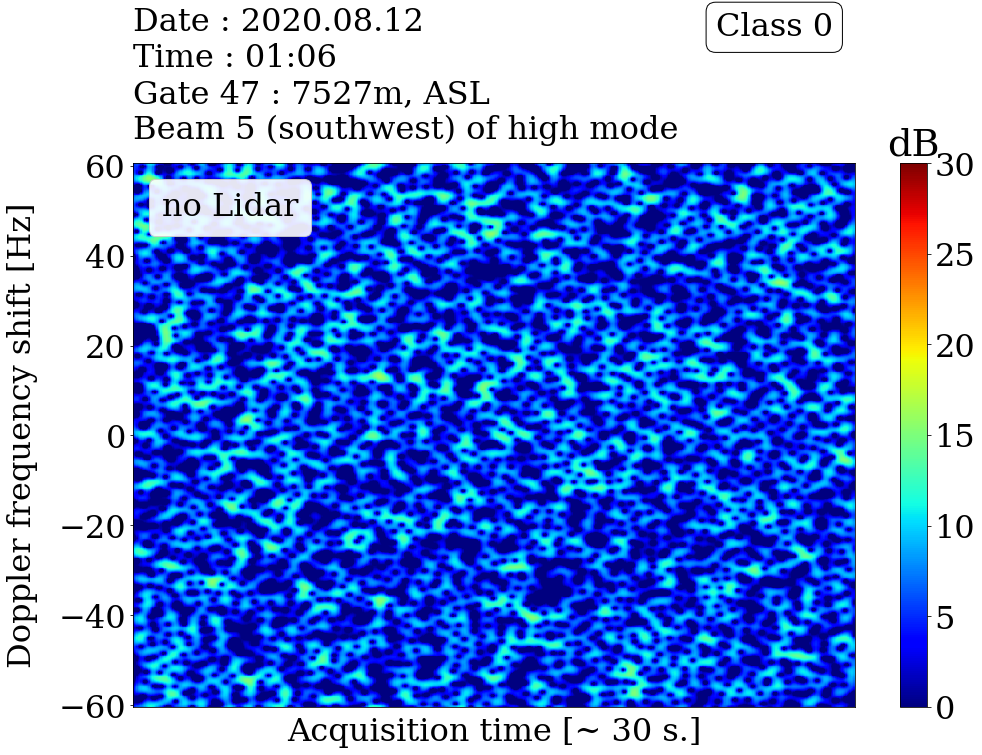 Date : 2020.08.12
Time : 01:06
Gate 47 : 7527m, ASL
Beam 5 (southwest) of high mode
Class 0
dB
no Lidar
Doppler frequency shift [Hz]
60
40
20
0
−20
−40
−60
Acquisition time [~ 30 s.]
30
25
20
15
10
5
0